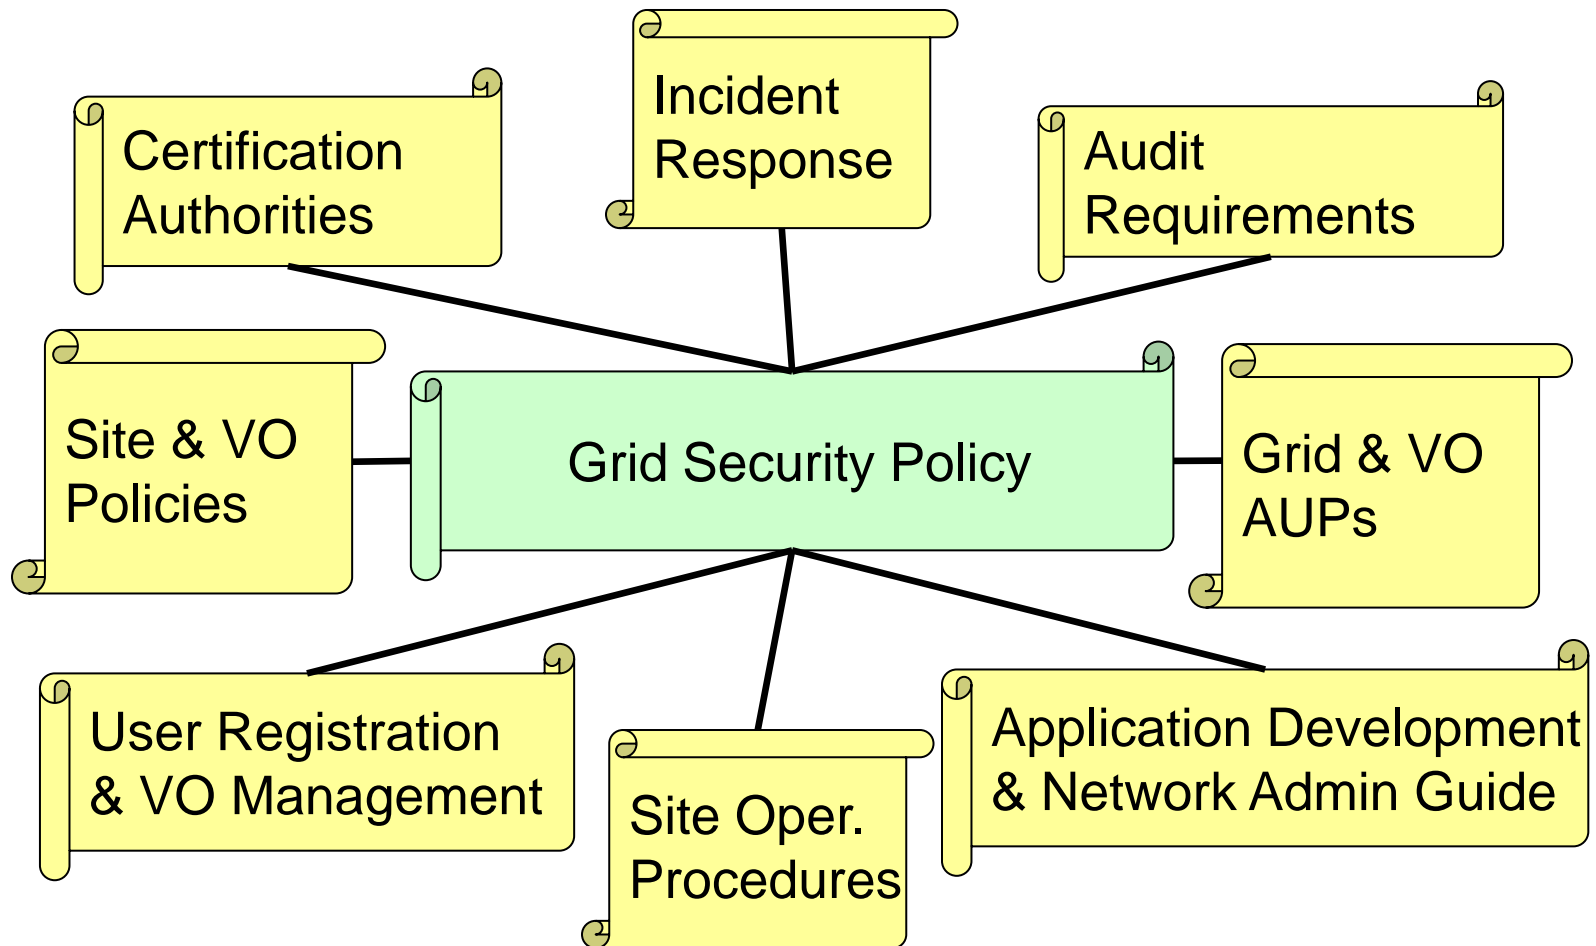 Certification
Authorities
Incident
Response
Audit
Requirements
Site & VO
Policies
Grid Security Policy
Grid & VO
AUPs
User Registration
& VO Management
Site Oper.
Procedures
Application Development
& Network Admin Guide